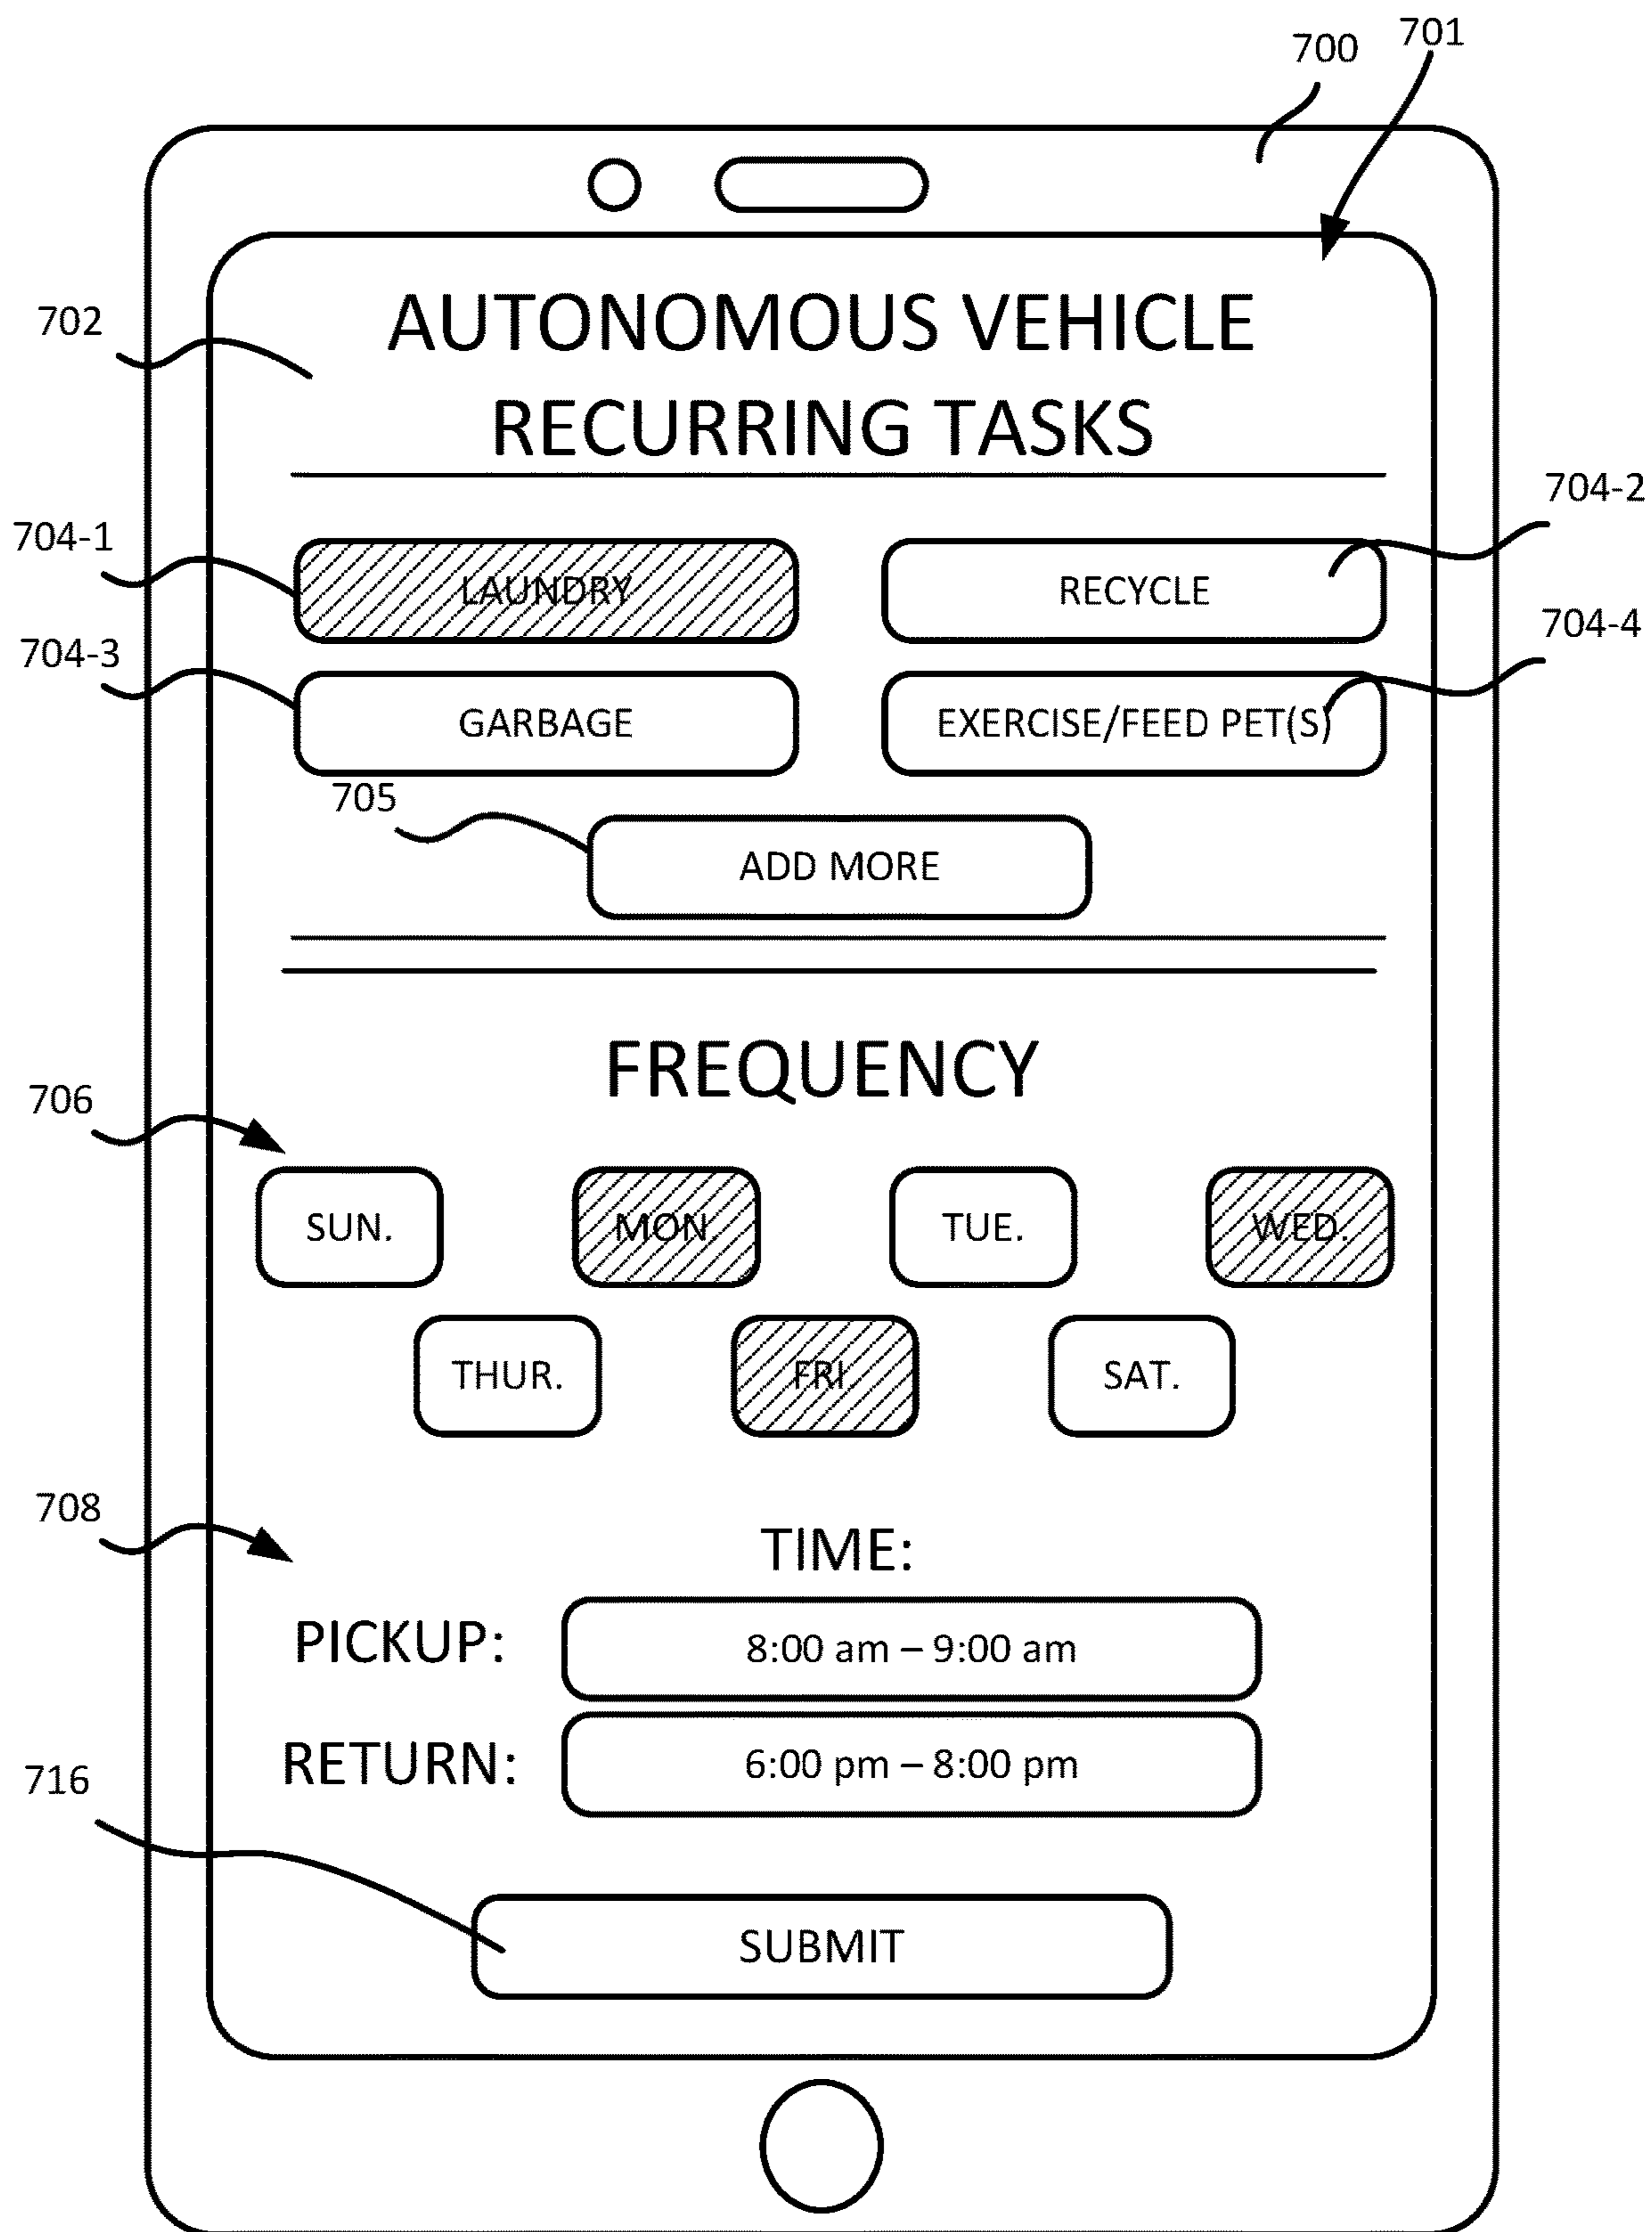 700 701
AUTONOMOUS VEHICLE
702
RECURRING TASKS
704-1 LAUNDRY RECYCLE 704-2
704-3 GARBAGE EXERCISE/FEED PET(S) 704-4
705
ADD MORE
FREQUENCY
706
SUN. MON. TUE. WED.
THUR. FRI. SAT.
708
TIME:
PICKUP: 8:00 am – 9:00 am
RETURN: 6:00 pm – 8:00 pm
716
SUBMIT